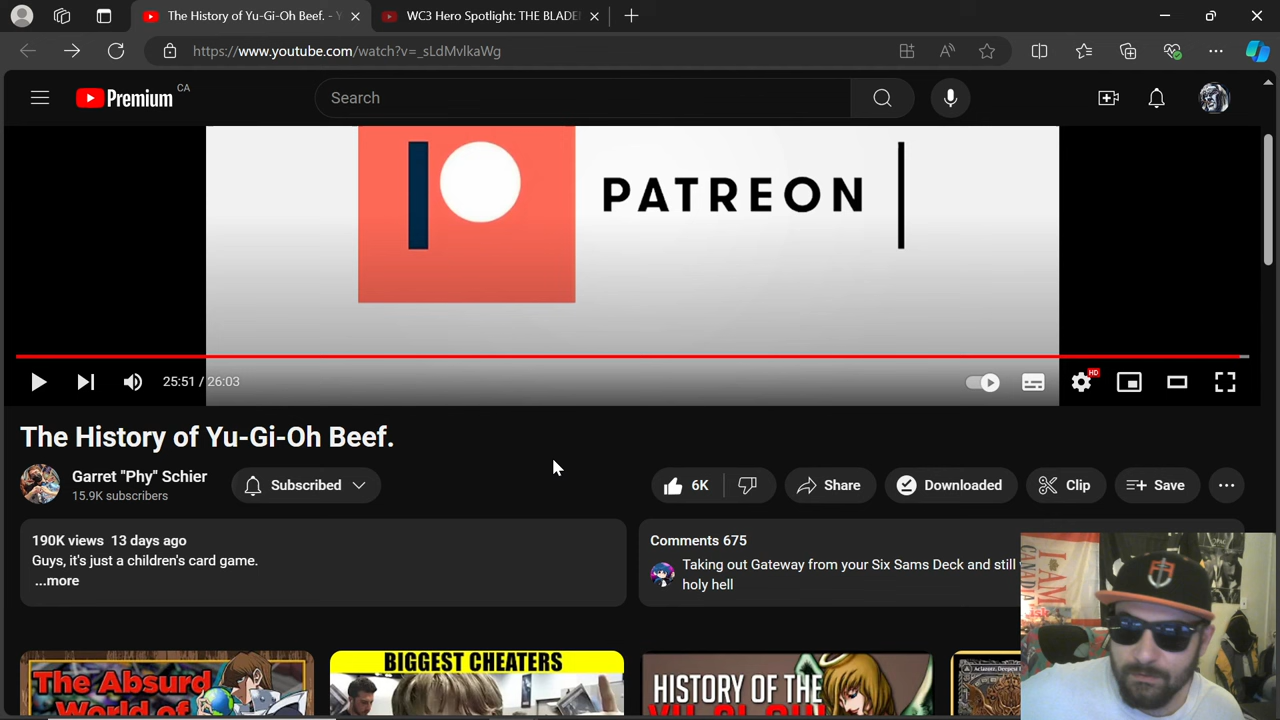 The History of Yu-Gi-Oh Beef. - Y
WC3 Hero Spotlight: THE BLADE
https://www.youtube.com/watch?v=_sLdMvlkaWg
Premium CA
Search
PATREON
25:51 / 26:03
HD
The History of Yu-Gi-Oh Beef.
Garret "Phy" Schier
15.9K subscribers
Subscribed
6K
Share
Downloaded
Clip
Save
190K views 13 days ago
Guys, it's just a children's card game.
...more
Comments 675
Taking out Gateway from your Six Sams Deck and still
holy hell
I AM
CANADIA
The Absurd
World of
BIGGEST CHEATERS
HISTORY OF THE